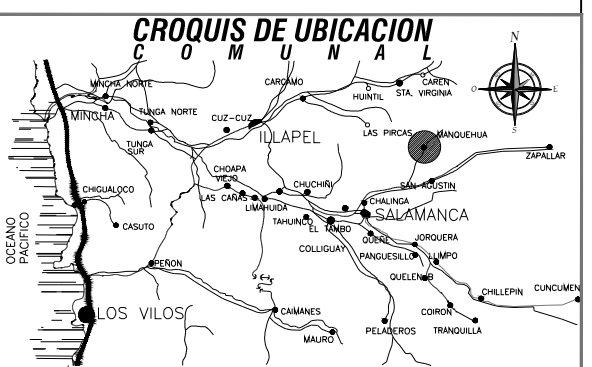 CROQUIS DE UBICACION
C O M U N A L
N
O
E
S
MINCHA NORTE
MINCHA
TUNGA NORTE
TUNGA
SUR
CUZ-CUZ
ILLAPEL
CARCAMO
HUINTIL
CAREN
STA. VIRGINIA
LAS PIRCAS
MANQUEHUA
ZAPALLAR
SAN AGUSTIN
CHOAPA
VIEJO
LAS CAÑAS
LIMAHUIDA
CHUCHIÑI
CHALINGA
SALAMANCA
TAHUINCO
EL TAMBO
COLLIGUAY
QUEÑE
JORQUERA
PANGUESILLO
LLIMPO
QUELEN B
CHILLEPIN
CUNCUMEN
COIRON
TRANQUILLA
PELADEROS
CHIGUALOCO
CASUTO
OCEANO
PACIFICO
PEÑON
LOS VILOS
CAIMANES
MAURO